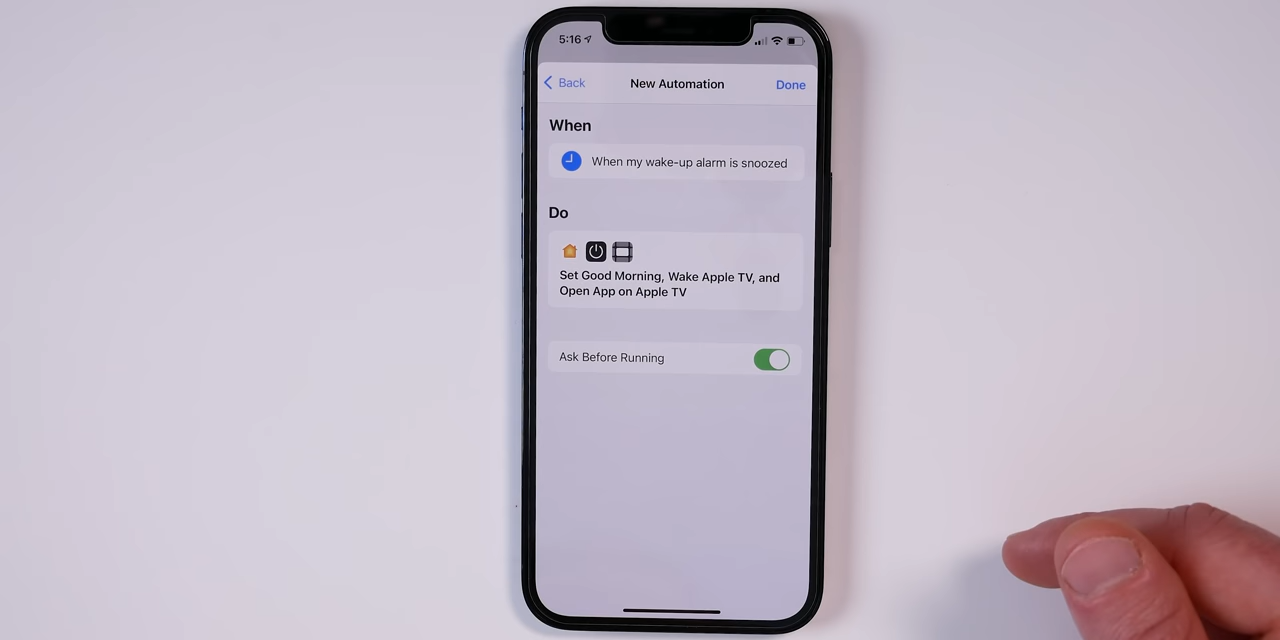 5:16
Back
New Automation
Done
When
When my wake-up alarm is snoozed
Do
Set Good Morning, Wake Apple TV, and
Open App on Apple TV
Ask Before Running